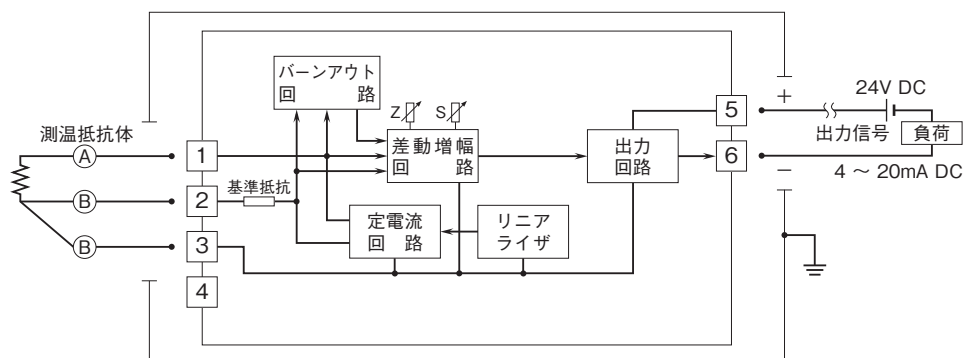 測温抵抗体
A
B
B
1
2
3
4
基準抵抗
バーンアウト
回 路
Z
S
差動増幅
回 路
定電流
回 路
リニア
ライザ
出力
回路
5
6
+
−
24V DC
出力信号
負荷
4 ～ 20mA DC